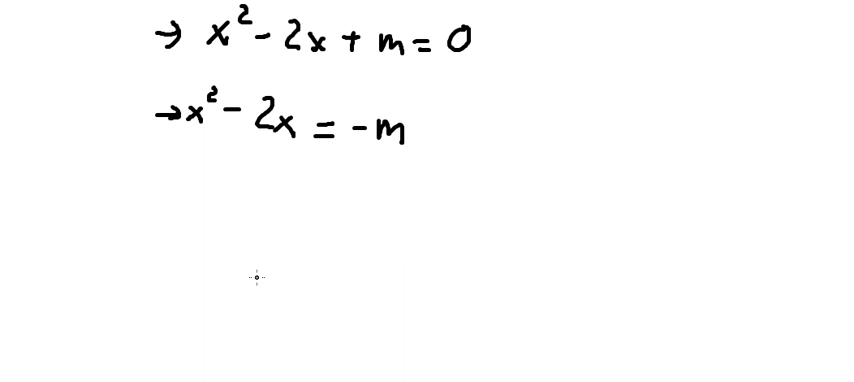 → x² - 2x + m = 0
→ x² - 2x = -m